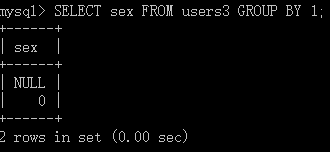 mysql> SELECT sex FROM users3 GROUP BY 1;
+------+
| sex  |
+------+
| NULL |
|    0 |
+------+
2 rows in set (0.00 sec)